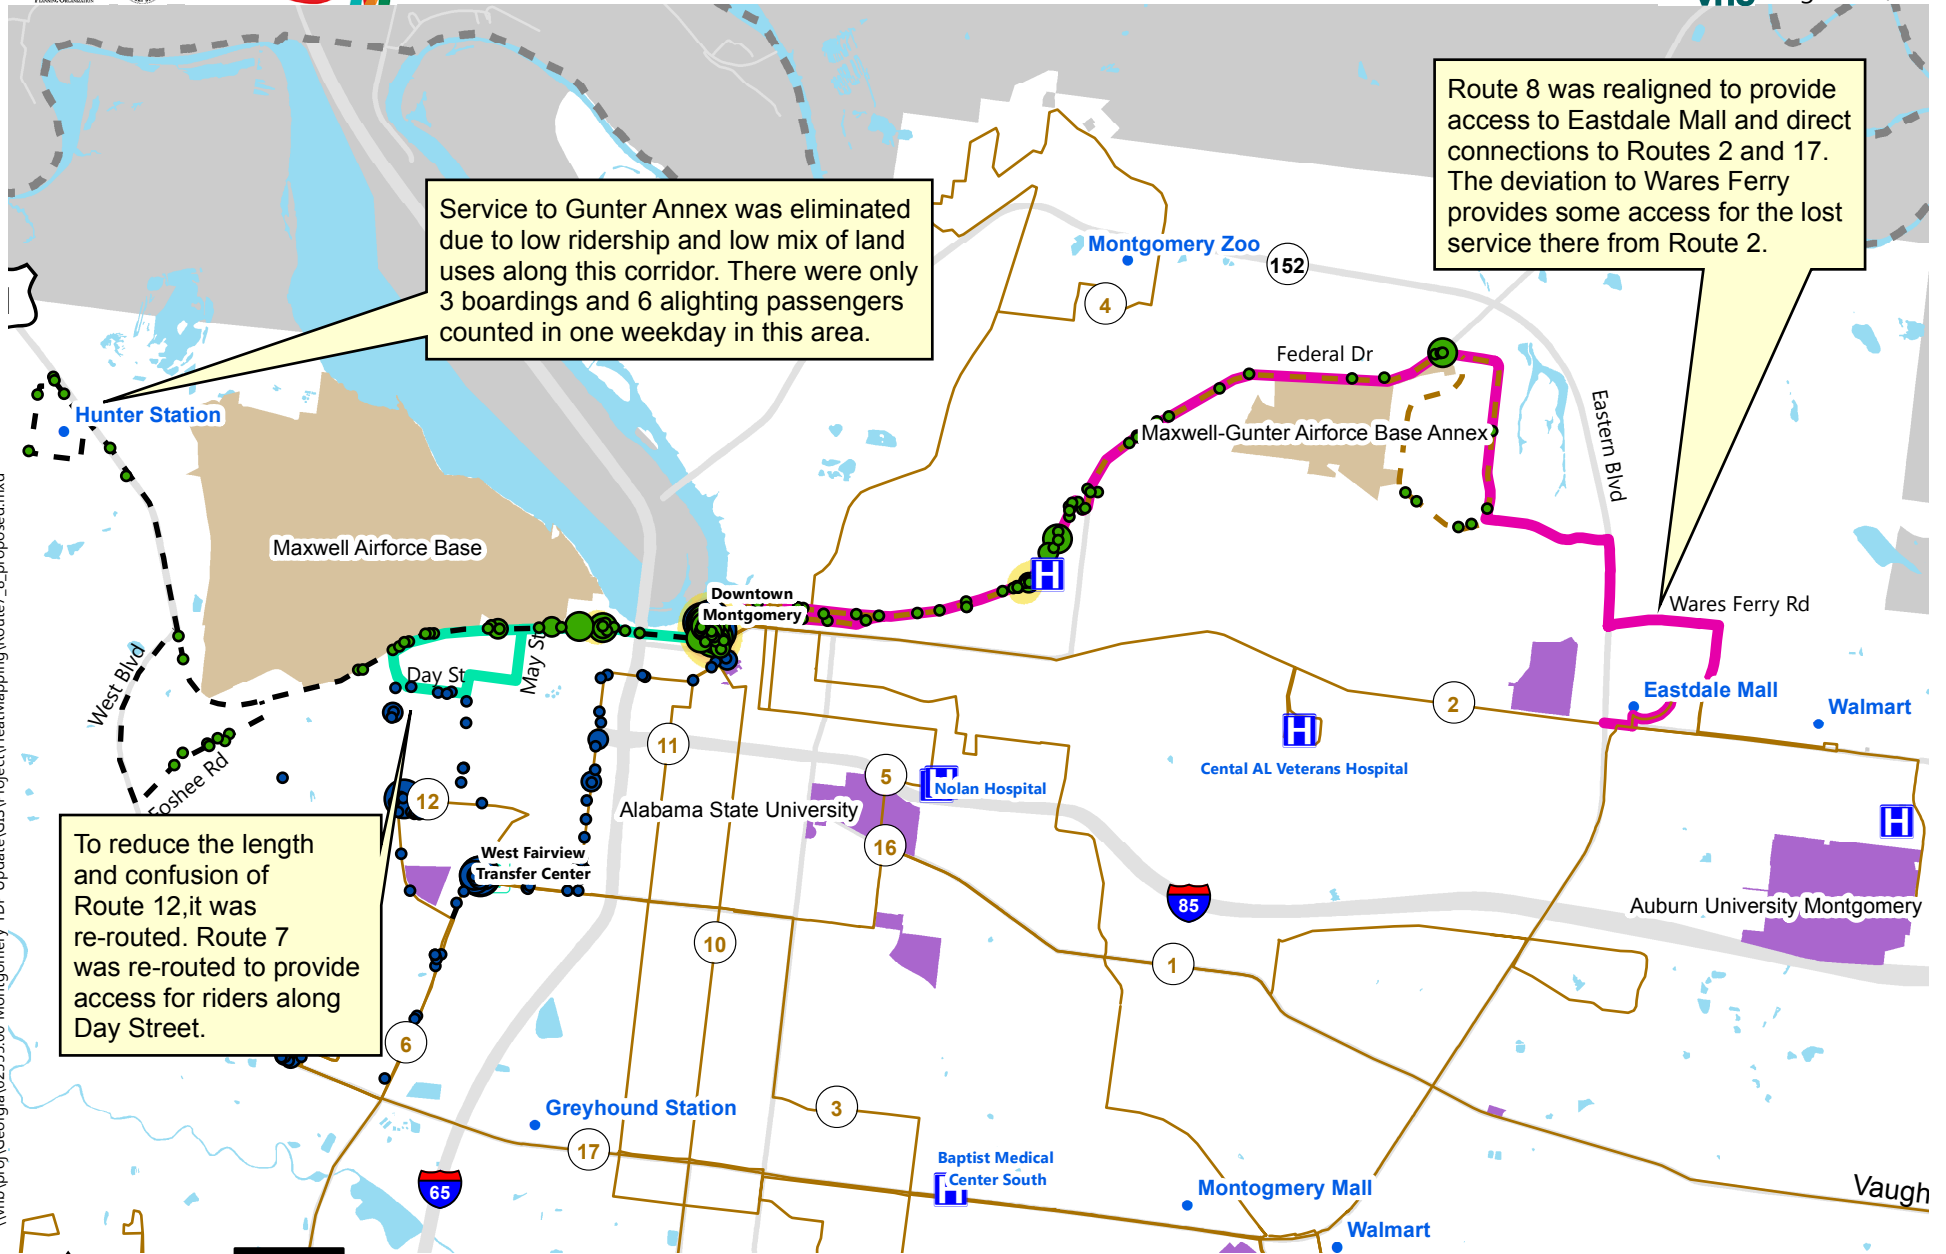 PLANNING ORGANIZATION
Service to Gunter Annex was eliminated
due to low ridership and low mix of land
uses along this corridor. There were only
3 boardings and 6 alighting passengers
counted in one weekday in this area.
Route 8 was realigned to provide
access to Eastdale Mall and direct
connections to Routes 2 and 17.
The deviation to Wares Ferry
provides some access for the lost
service there from Route 2.
Montgomery Zoo
152
4
Federal Dr
Eastern Blvd
Hunter Station
Maxwell-Gunter Airforce Base Annex
Maxwell Airforce Base
Downtown
Montgomery
Wares Ferry Rd
May St
Day St
West Blvd
Foshee Rd
Eastdale Mall
Walmart
2
11
H
5
H
Nolan Hospital
Cental AL Veterans Hospital
12
Alabama State University
16
H
West Fairview
Transfer Center
85
Auburn University Montgomery
To reduce the length
and confusion of
Route 12,it was
re-routed. Route 7
was re-routed to provide
access for riders along
Day Street.
10
1
6
Greyhound Station
3
17
Baptist Medical
Center South
H
65
Montogmery Mall
Walmart
Vaugh
H